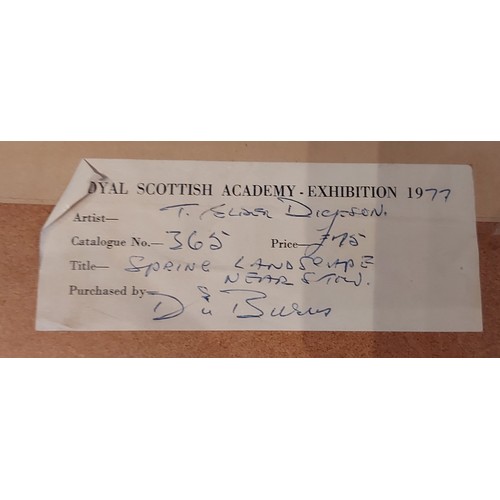 OYAL SCOTTISH ACADEMY - EXHIBITION 1977
Artist— T. ELDER DICKSON.
Catalogue No.— 365 Price— £75
Title— SPRING LANDSCAPE
NEAR STOW.
Purchased by— Burns